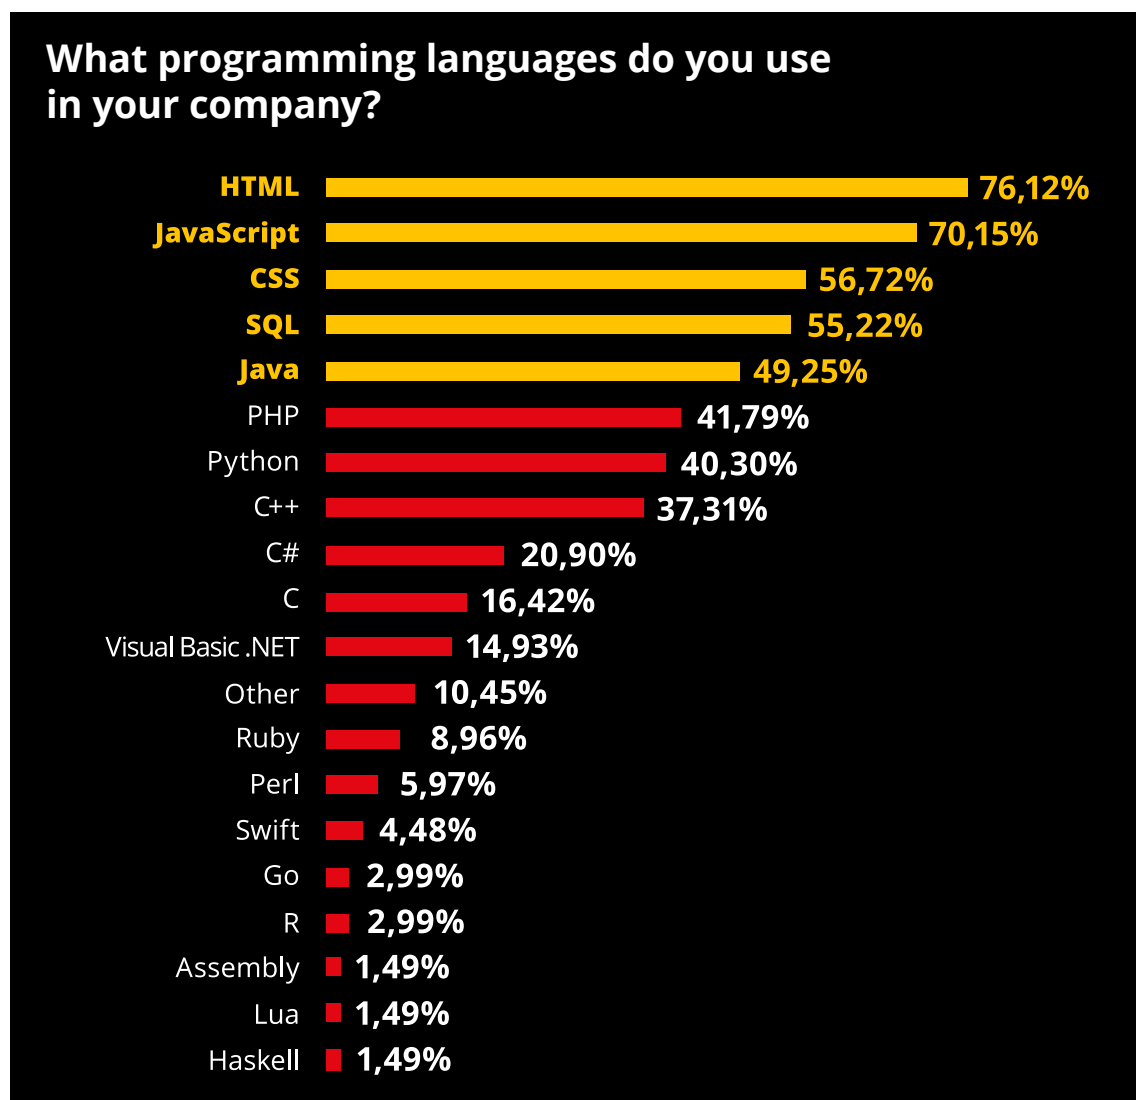 What programming languages do you use
in your company?
HTML 76,12%
JavaScript 70,15%
CSS 56,72%
SQL 55,22%
Java 49,25%
PHP 41,79%
Python 40,30%
C++ 37,31%
C# 20,90%
C 16,42%
Visual Basic .NET 14,93%
Other 10,45%
Ruby 8,96%
Perl 5,97%
Swift 4,48%
Go 2,99%
R 2,99%
Assembly 1,49%
Lua 1,49%
Haskell 1,49%